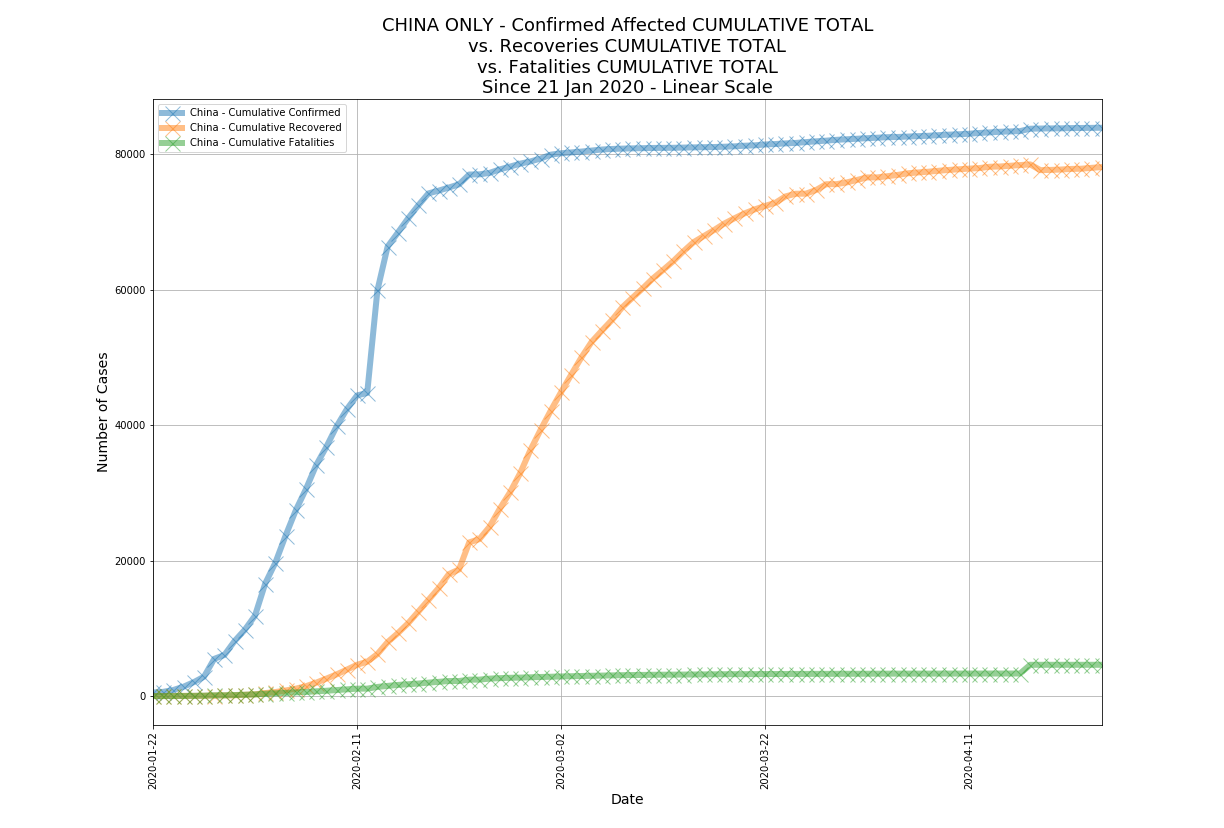 CHINA ONLY - Confirmed Affected CUMULATIVE TOTAL
vs. Recoveries CUMULATIVE TOTAL
vs. Fatalities CUMULATIVE TOTAL
Since 21 Jan 2020 - Linear Scale
China - Cumulative Confirmed
China - Cumulative Recovered
China - Cumulative Fatalities
Number of Cases
80000
60000
40000
20000
0
2020-01-22
2020-02-11
2020-03-02
2020-03-22
2020-04-11
Date